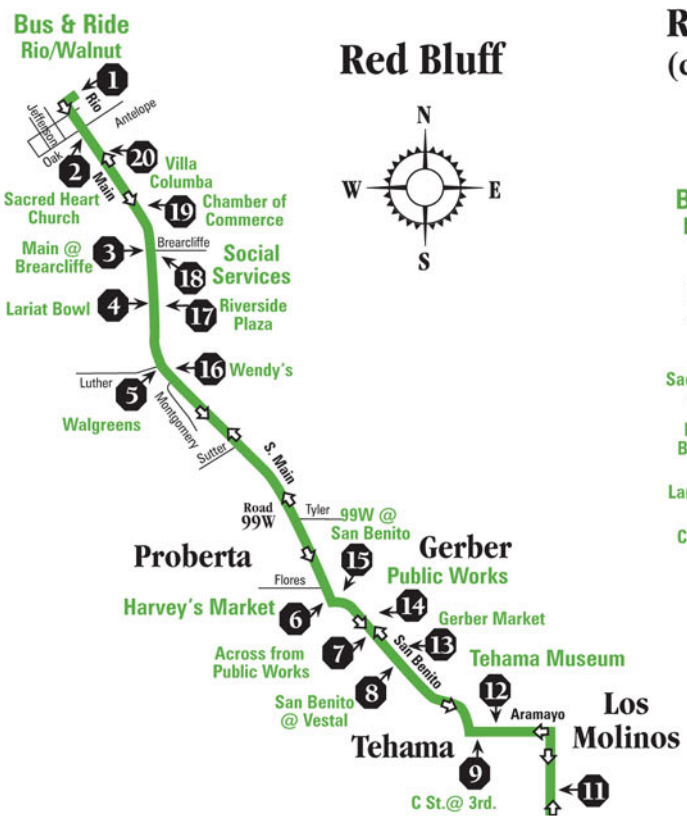 Bus & Ride
Rio/Walnut
1
Rio
Jefferson
Antelope
Oak
2
Main
20
Villa
Columba
Sacred Heart
Church
19
Chamber of
Commerce
Main @
Brearcliffe
3
Brearcliffe
18
Social
Services
Lariat Bowl
4
17
Riverside
Plaza
Luther
5
16
Wendy's
Walgreens
Montgomery
Sutter
S. Main
Road
99W
Tyler
99W @
San Benito
15
Proberta
Gerber
Public Works
Flores
Harvey's Market
6
14
Gerber Market
13
7
Across from
Public Works
San Benito
8
San Benito
@ Vestal
Tehama Museum
12
Aramayo
Los
Molinos
Tehama
9
C St.@ 3rd.
11
Red Bluff
N
W
E
S
R
(c
B
Sac
B
Lar
C